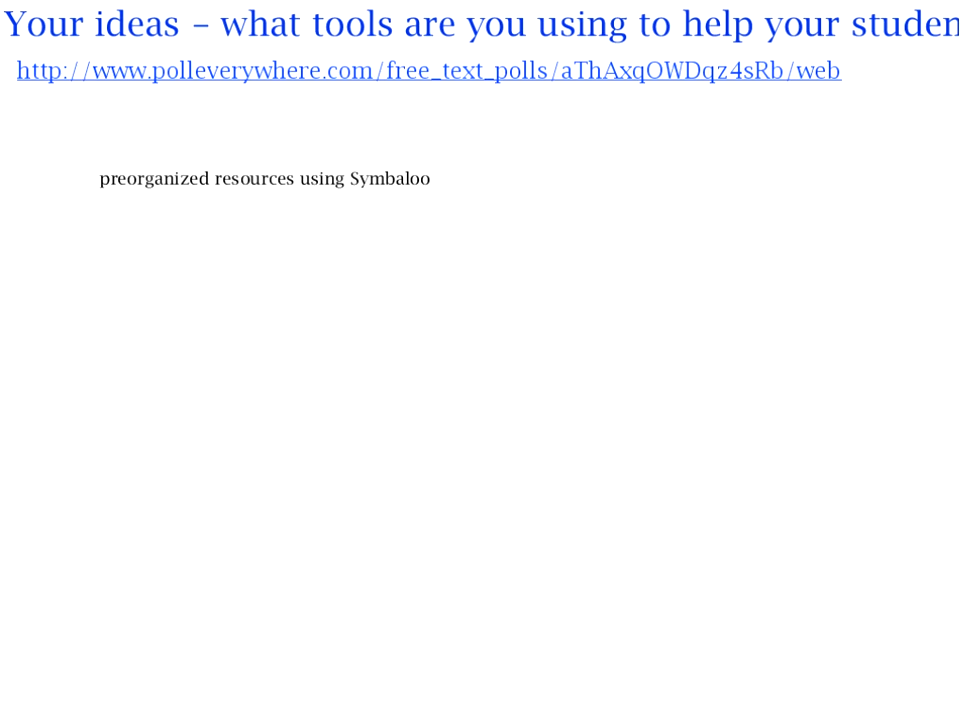 Your ideas – what tools are you using to help your studen
http://www.polleverywhere.com/free_text_polls/aThAxqOWDqz4sRb/web
preorganized resources using Symbaloo